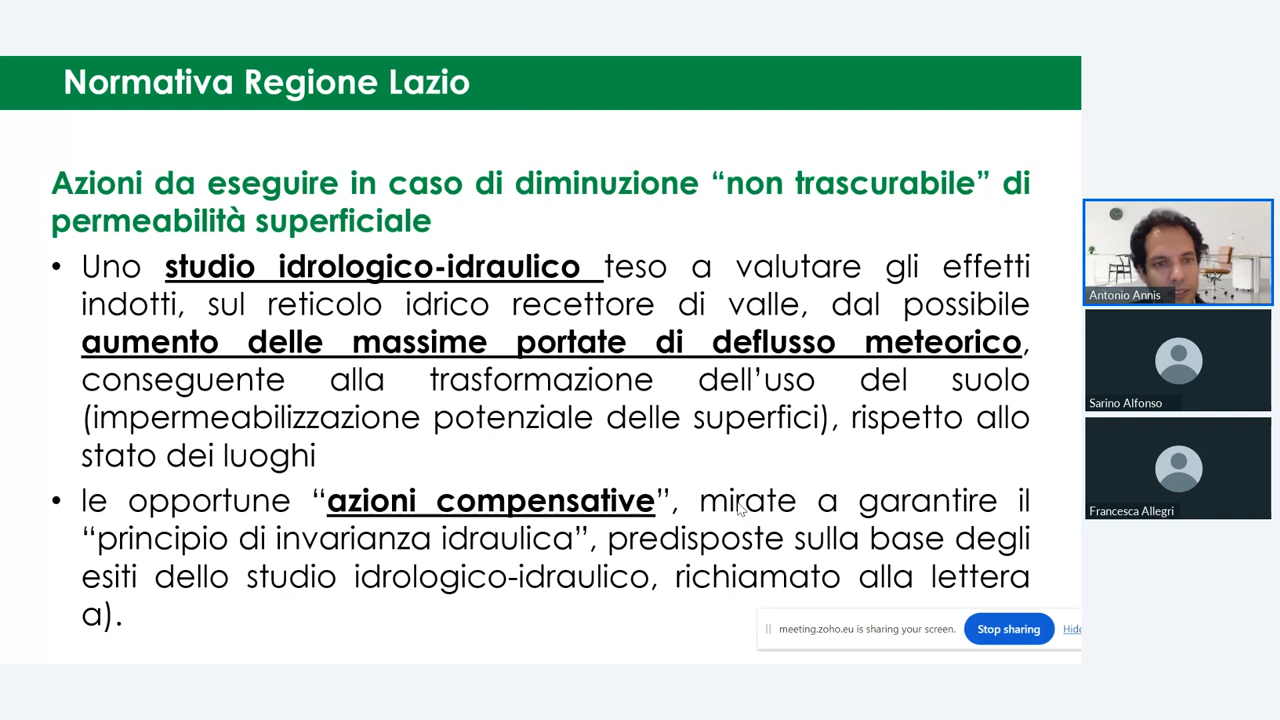 Normativa Regione Lazio
Azioni da eseguire in caso di diminuzione “non trascurabile” di
permeabilità superficiale
• Uno studio idrologico-idraulico teso a valutare gli effetti
indotti, sul reticolo idrico recettore di valle, dal possibile
aumento delle massime portate di deflusso meteorico,
conseguente alla trasformazione dell’uso del suolo
(impermeabilizzazione potenziale delle superfici), rispetto allo
stato dei luoghi
• le opportune “azioni compensative”, mirate a garantire il
“principio di invarianza idraulica”, predisposte sulla base degli
esiti dello studio idrologico-idraulico, richiamato alla lettera
a).
meeting.zoho.eu is sharing your screen. Stop sharing Hide
Antonio Annis
Sarino Alfonso
Francesca Allegri